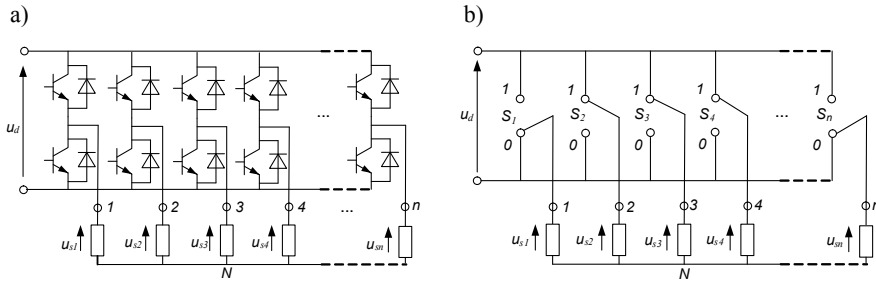 a)
u_d
...
1 2 3 4 ... n
u_s1 u_s2 u_s3 u_s4 u_sn
N
b)
u_d
1 1 1 1 ... 1
S_1 S_2 S_3 S_4 S_n
0 0 0 0 0
1 2 3 4 n
u_s1 u_s2 u_s3 u_s4 u_sn
N